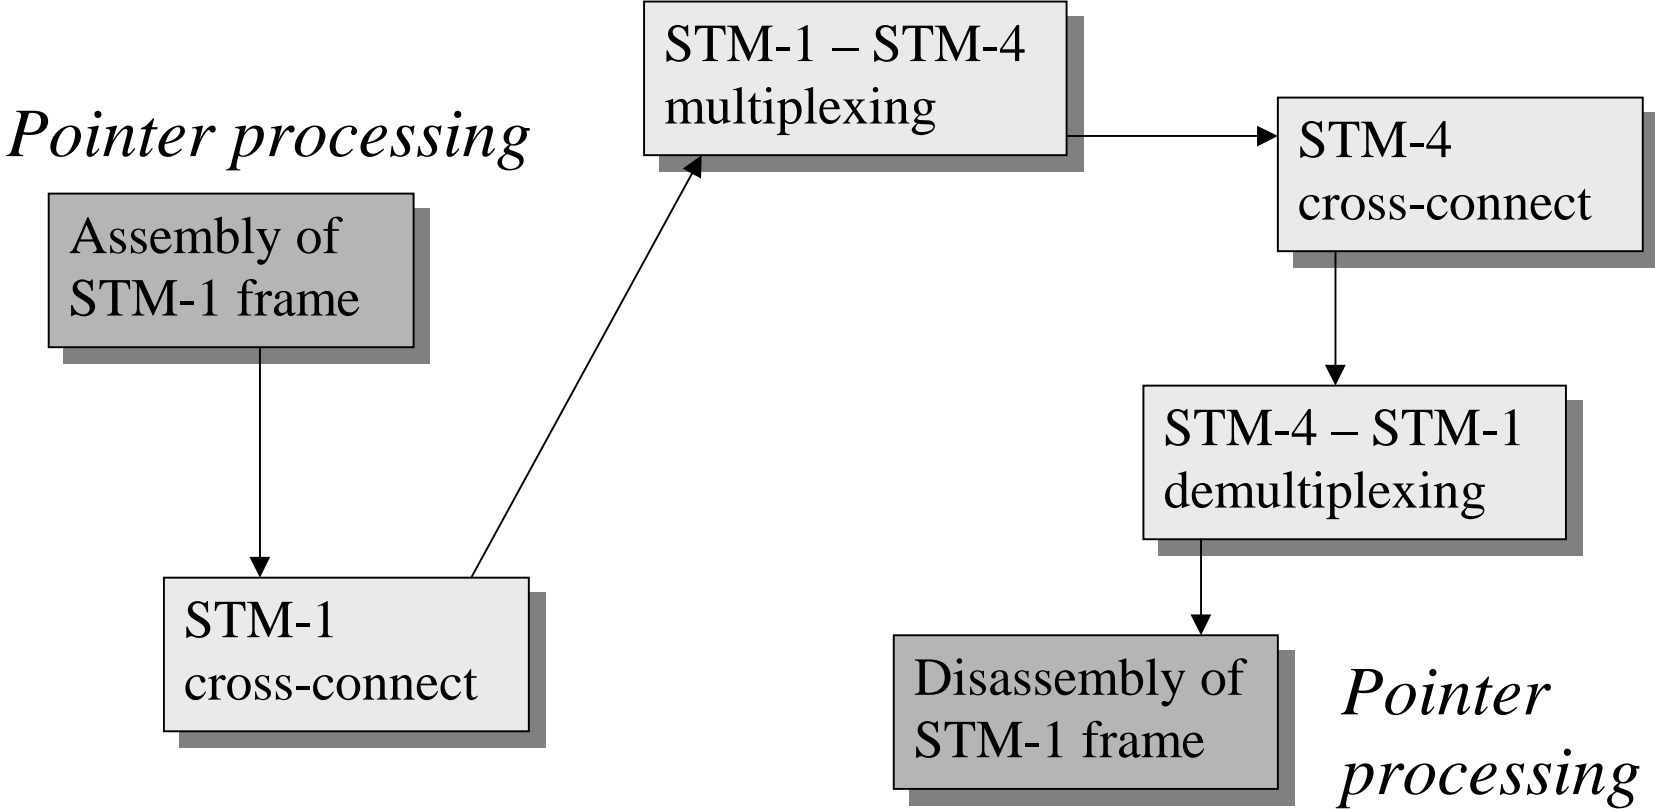 Pointer processing
Assembly of
STM-1 frame
STM-1
cross-connect
STM-1 – STM-4
multiplexing
STM-4
cross-connect
STM-4 – STM-1
demultiplexing
Disassembly of
STM-1 frame
Pointer
processing